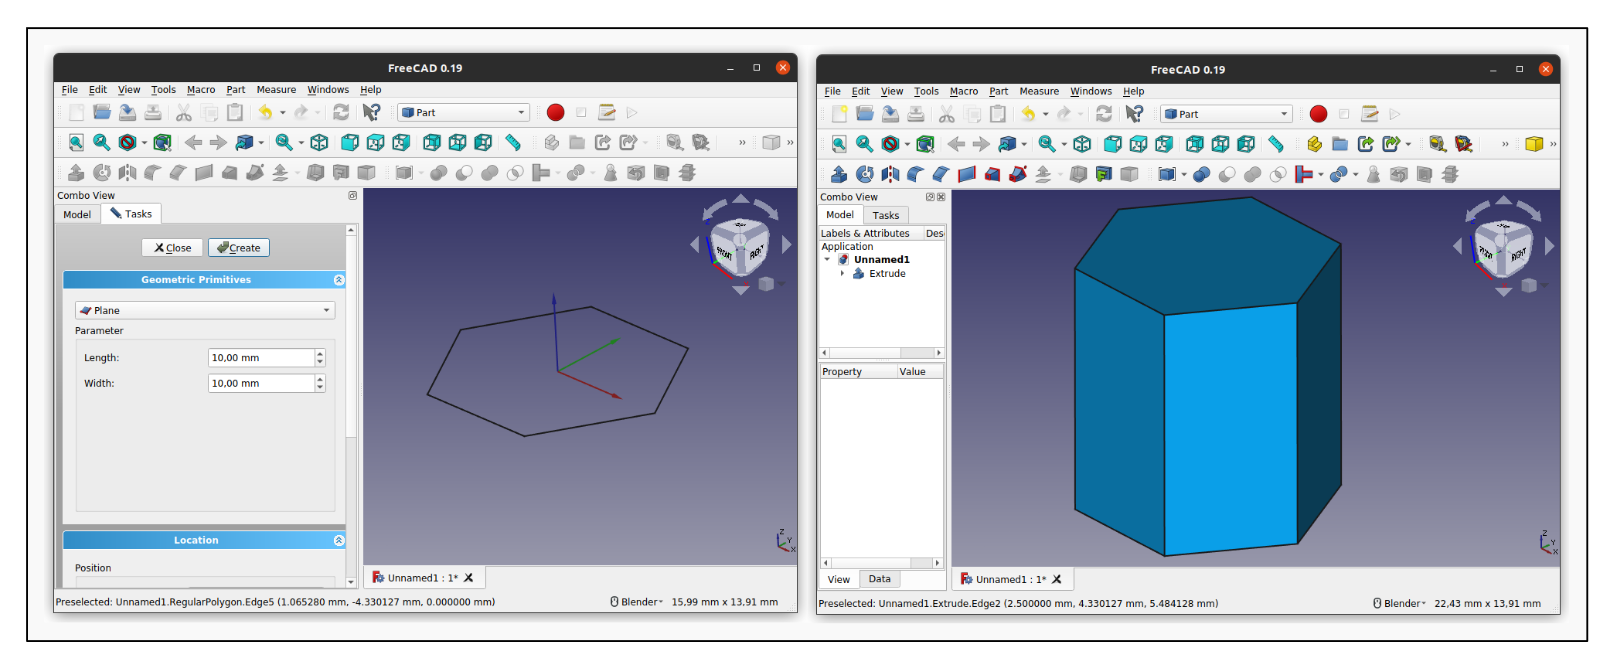 FreeCAD 0.19
File Edit View Tools Macro Part Measure Windows Help
Part
»
»
Combo View
Model Tasks
Close Create
Geometric Primitives
Plane
Parameter
Length: 10,00 mm
Width: 10,00 mm
Location
Position
FRONT RIGHT
Z
Y
X
Unnamed1 : 1*
Preselected: Unnamed1.RegularPolygon.Edge5 (1.065280 mm, -4.330127 mm, 0.000000 mm) Blender 15,99 mm x 13,91 mm
FreeCAD 0.19
File Edit View Tools Macro Part Measure Windows Help
Part
»
»
Combo View
Model Tasks
Labels & Attributes Des
Application
Unnamed1
Extrude
Property Value
View Data
FRONT RIGHT
Z
Y
X
Unnamed1 : 1*
Preselected: Unnamed1.Extrude.Edge2 (2.500000 mm, 4.330127 mm, 5.484128 mm) Blender 22,43 mm x 13,91 mm